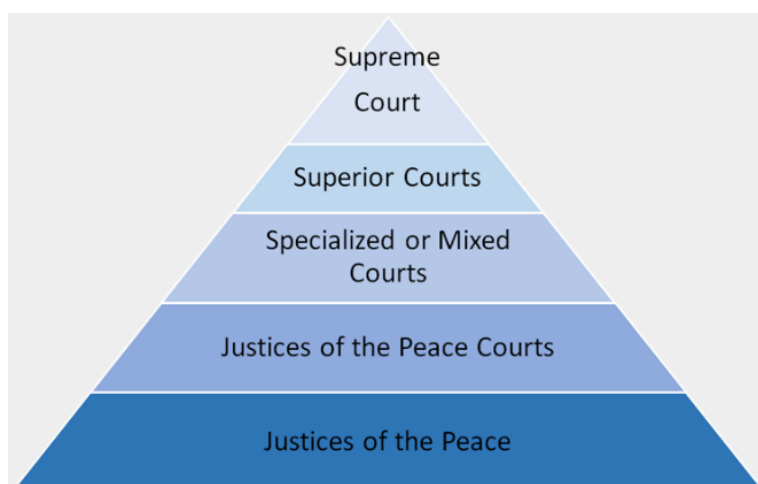 Supreme
Court
Superior Courts
Specialized or Mixed
Courts
Justices of the Peace Courts
Justices of the Peace